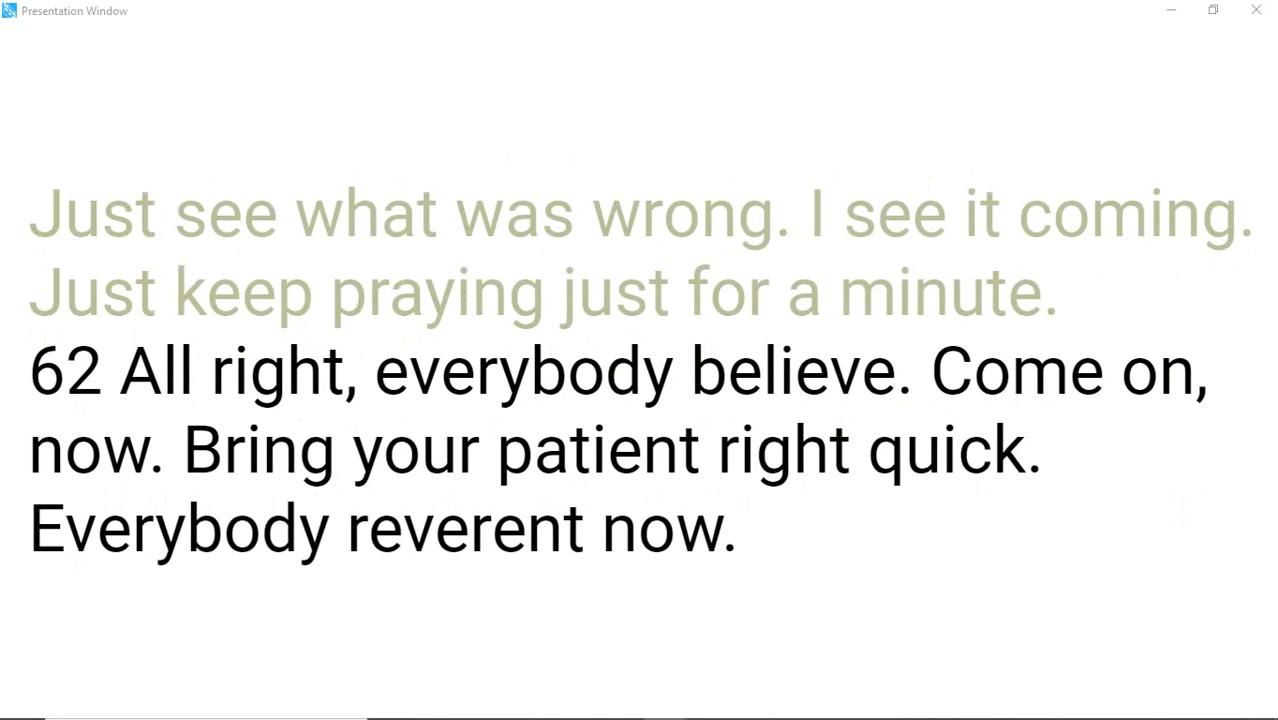 Presentation Window
Just see what was wrong. I see it coming.
Just keep praying just for a minute.
62 All right, everybody believe. Come on,
now. Bring your patient right quick.
Everybody reverent now.